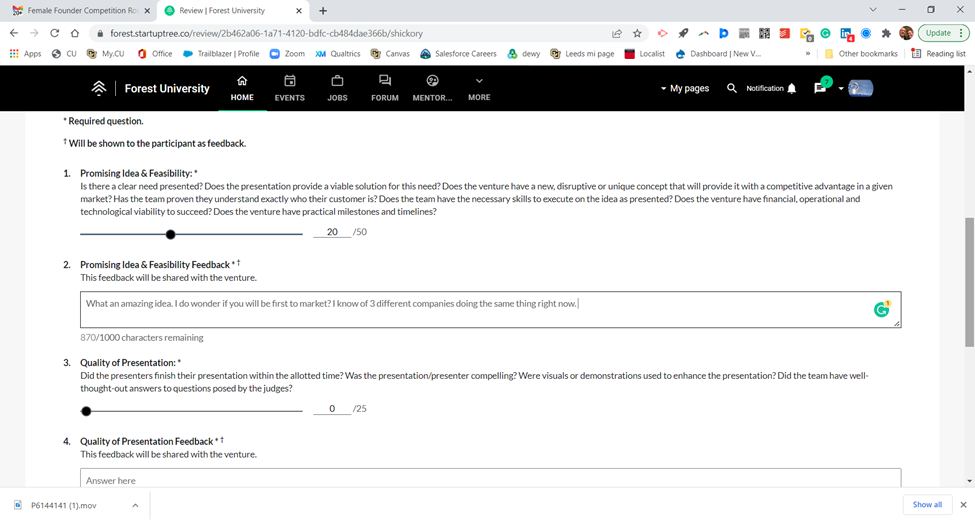 Female Founder Competition Ro
Review | Forest University
forest.startuptree.co/review/2b462a06-1a71-4120-bdfc-cb484dae366b/shickory
Update
Apps CU My.CU Office Trailblazer | Profile Zoom Qualtrics Canvas Salesforce Careers dewy Leeds mi page Localist Dashboard | New V... » Other bookmarks Reading list
Forest University
HOME EVENTS JOBS FORUM MENTOR... MORE
My pages Notification 7
* Required question.
† Will be shown to the participant as feedback.
1. Promising Idea & Feasibility: *
Is there a clear need presented? Does the presentation provide a viable solution for this need? Does the venture have a new, disruptive or unique concept that will provide it with a competitive advantage in a given
market? Has the team proven they understand exactly who their customer is? Does the team have the necessary skills to execute on the idea as presented? Does the venture have financial, operational and
technological viability to succeed? Does the venture have practical milestones and timelines?
20 /50
2. Promising Idea & Feasibility Feedback * †
This feedback will be shared with the venture.
What an amazing idea. I do wonder if you will be first to market? I know of 3 different companies doing the same thing right now.
870/1000 characters remaining
3. Quality of Presentation: *
Did the presenters finish their presentation within the allotted time? Was the presentation/presenter compelling? Were visuals or demonstrations used to enhance the presentation? Did the team have well-
thought-out answers to questions posed by the judges?
0 /25
4. Quality of Presentation Feedback * †
This feedback will be shared with the venture.
Answer here
P6144141 (1).mov
Show all